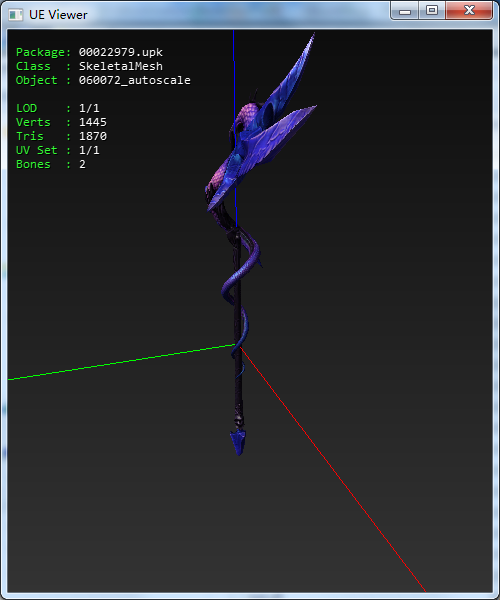 UE Viewer
Package: 00022979.upk
Class : SkeletalMesh
Object : 060072_autoscale
LOD : 1/1
Verts : 1445
Tris : 1870
UV Set : 1/1
Bones : 2